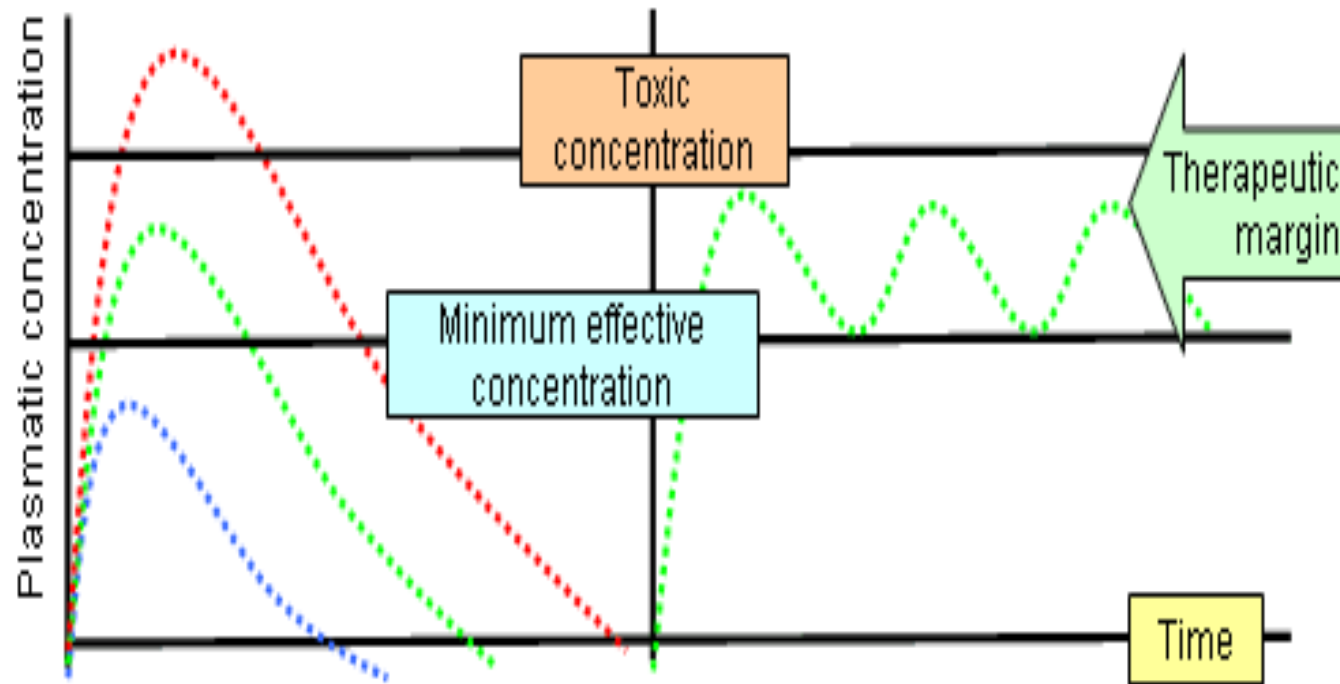 Plasmatic concentration
Toxic
concentration
Therapeutic
margin
Minimum effective
concentration
Time